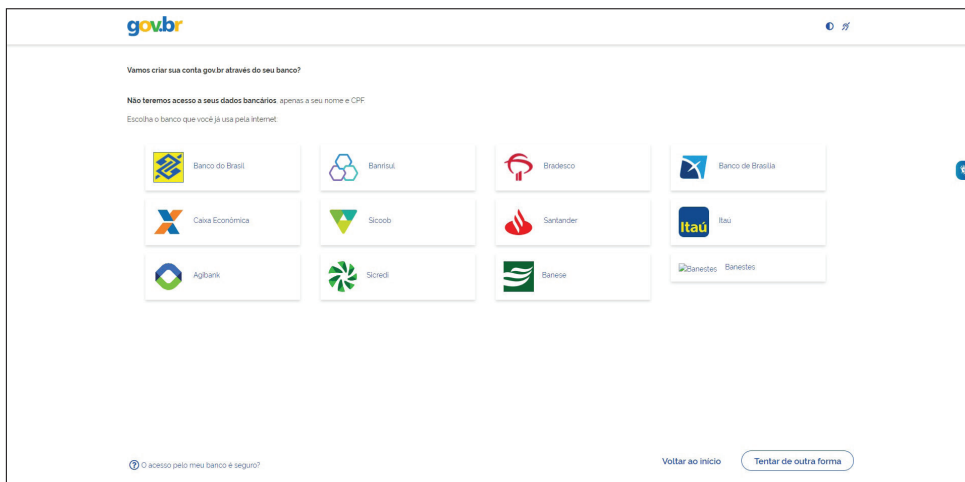 gov.br
Vamos criar sua conta gov.br através do seu banco?
Não teremos acesso a seus dados bancários, apenas a seu nome e CPF
Escolha o banco que você já usa pela Internet
Banco do Brasil
Banrisul
Bradesco
Banco de Brasília
Caixa Econômica
Sicoob
Santander
Itaú
Itaú
Agibank
Sicredi
Banese
Banestes
Banestes
O acesso pelo meu banco é seguro?
Voltar ao início
Tentar de outra forma